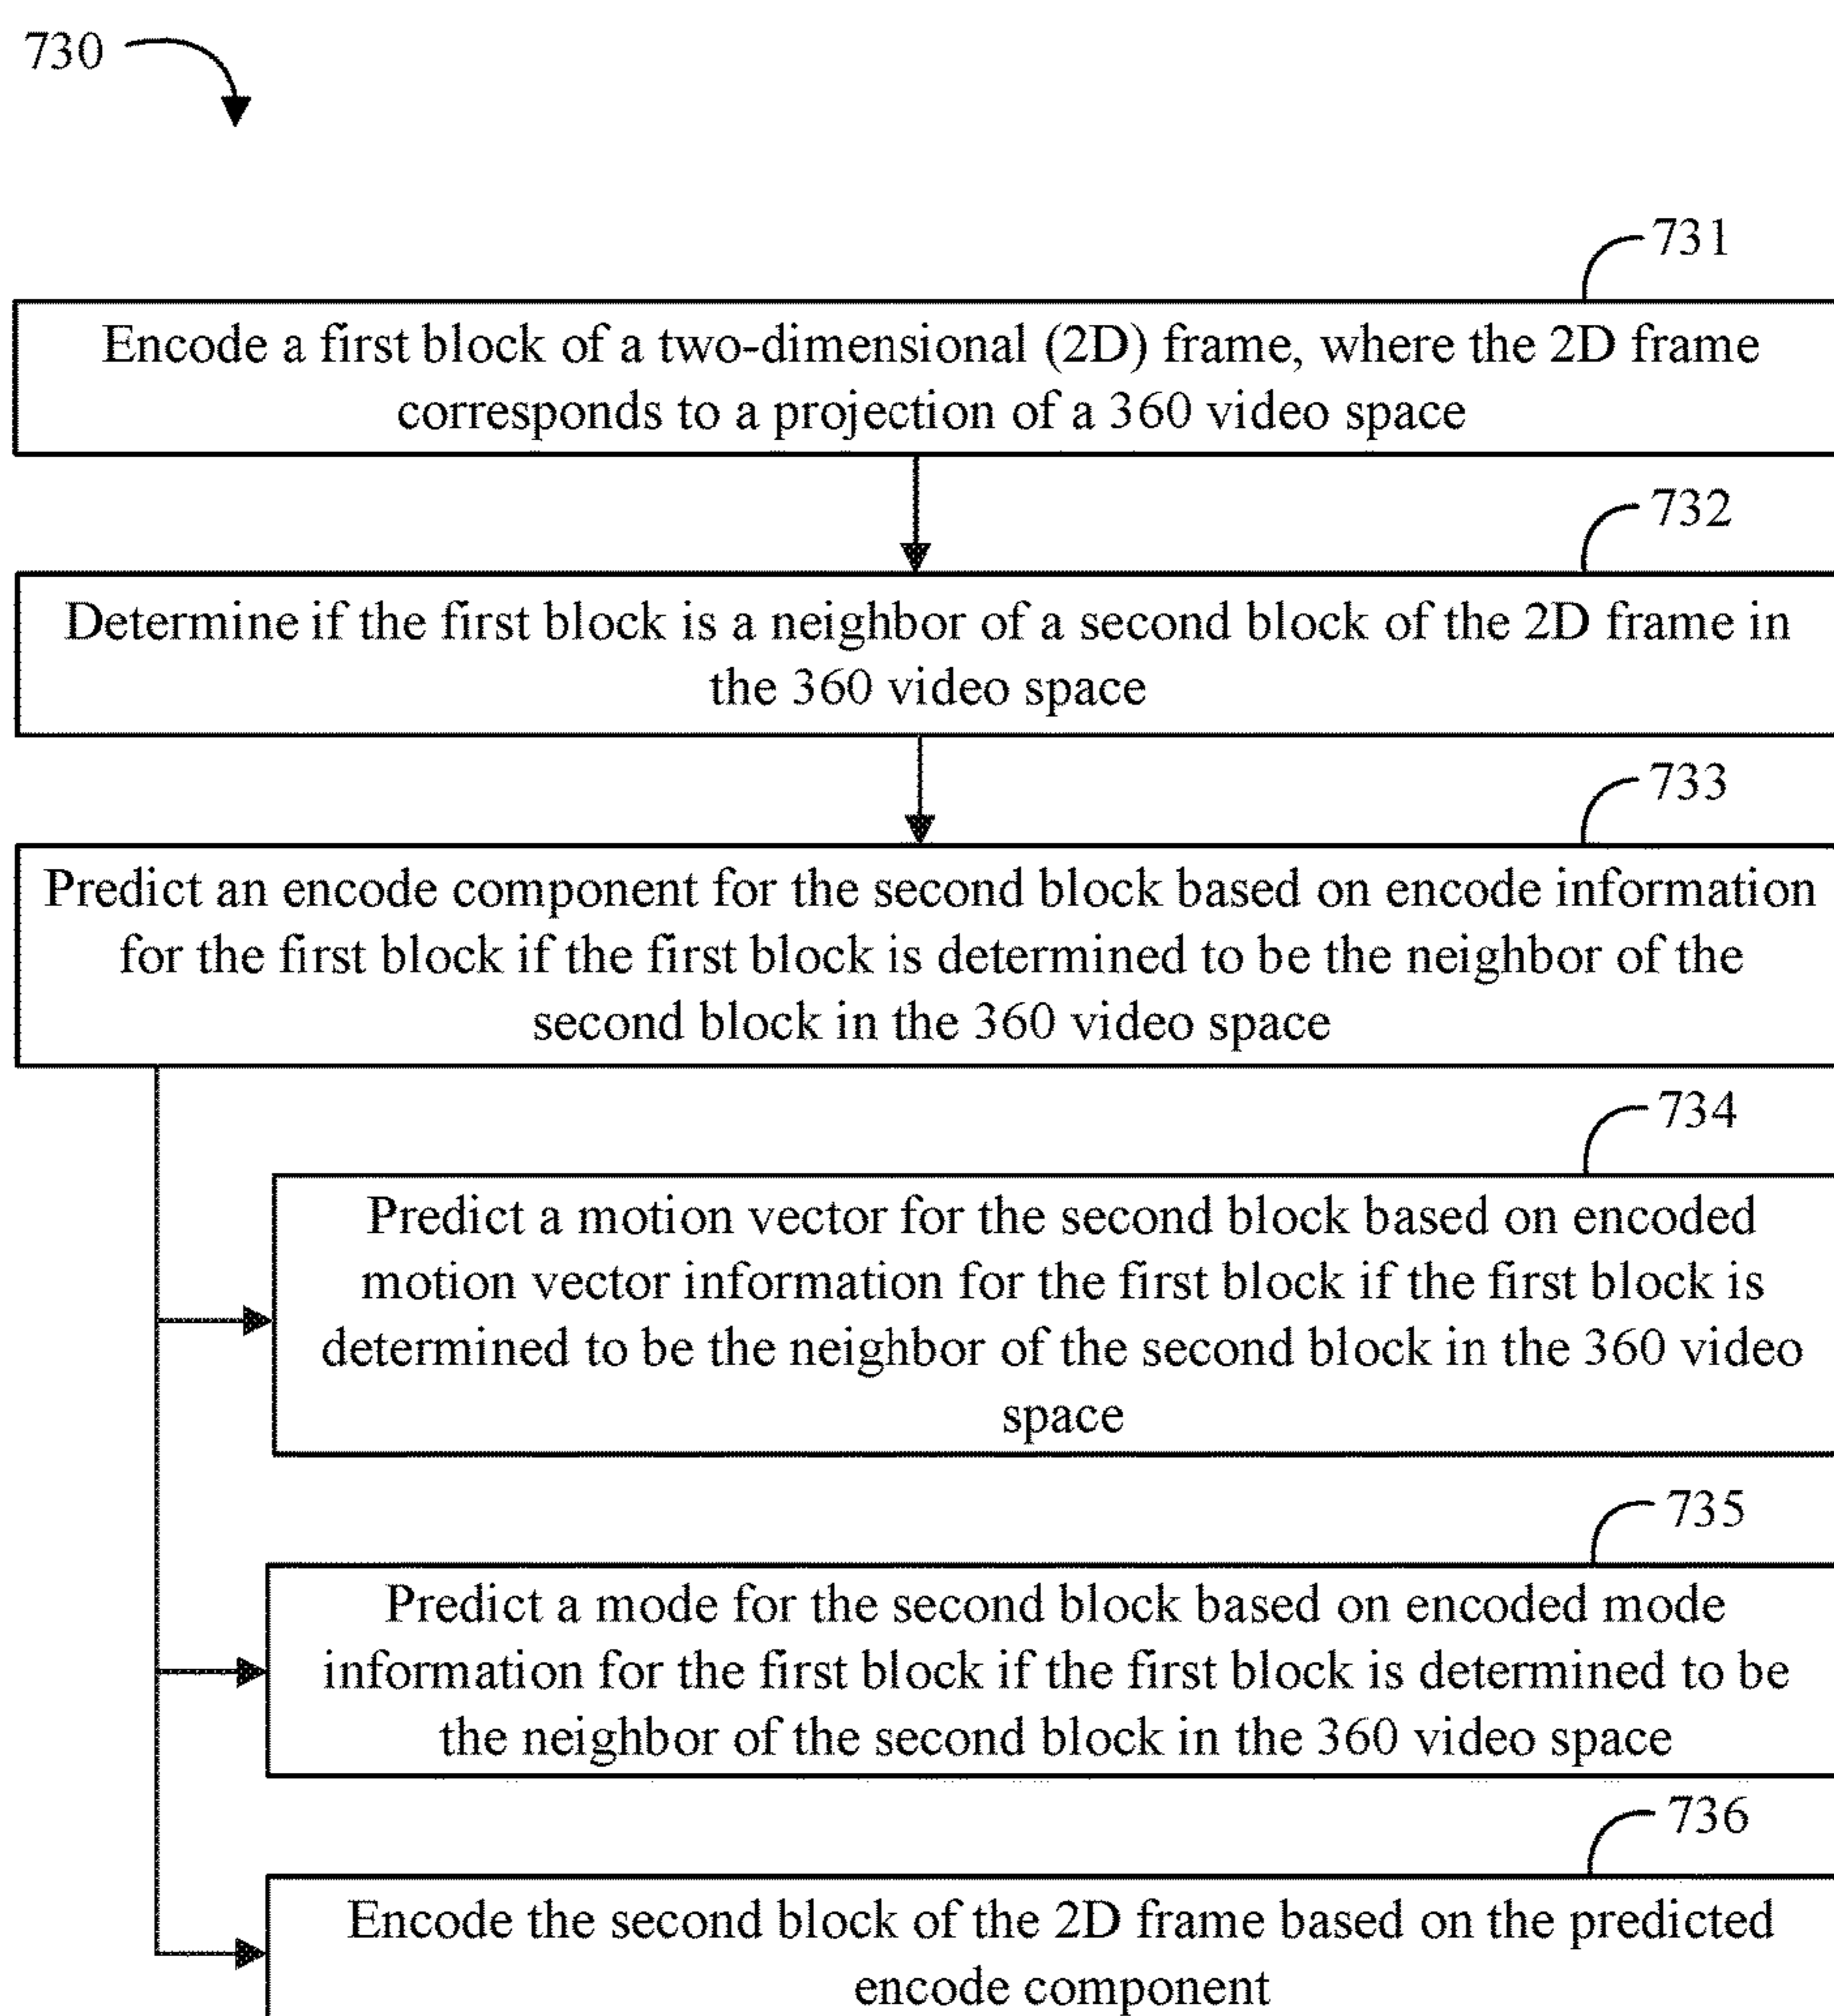 730
731
Encode a first block of a two-dimensional (2D) frame, where the 2D frame
corresponds to a projection of a 360 video space
732
Determine if the first block is a neighbor of a second block of the 2D frame in
the 360 video space
733
Predict an encode component for the second block based on encode information
for the first block if the first block is determined to be the neighbor of the
second block in the 360 video space
734
Predict a motion vector for the second block based on encoded
motion vector information for the first block if the first block is
determined to be the neighbor of the second block in the 360 video
space
735
Predict a mode for the second block based on encoded mode
information for the first block if the first block is determined to be
the neighbor of the second block in the 360 video space
736
Encode the second block of the 2D frame based on the predicted
encode component